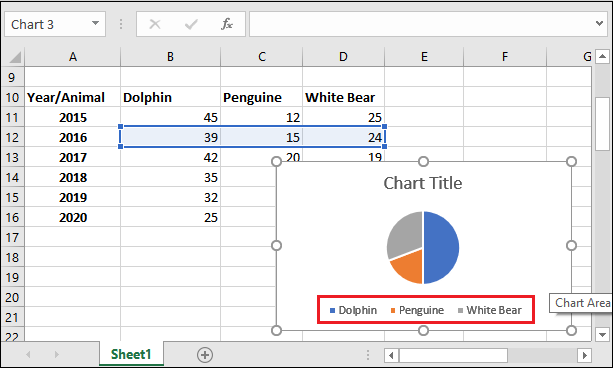 Chart 3
fx
A B C D E F G
9
10 Year/Animal Dolphin Penguine White Bear
11 2015 45 12 25
12 2016 39 15 24
13 2017 42 20 19
14 2018 35
15 2019 32
16 2020 25
17
18
19
20
21
22
Chart Title
Dolphin Penguine White Bear
Chart Area
Sheet1